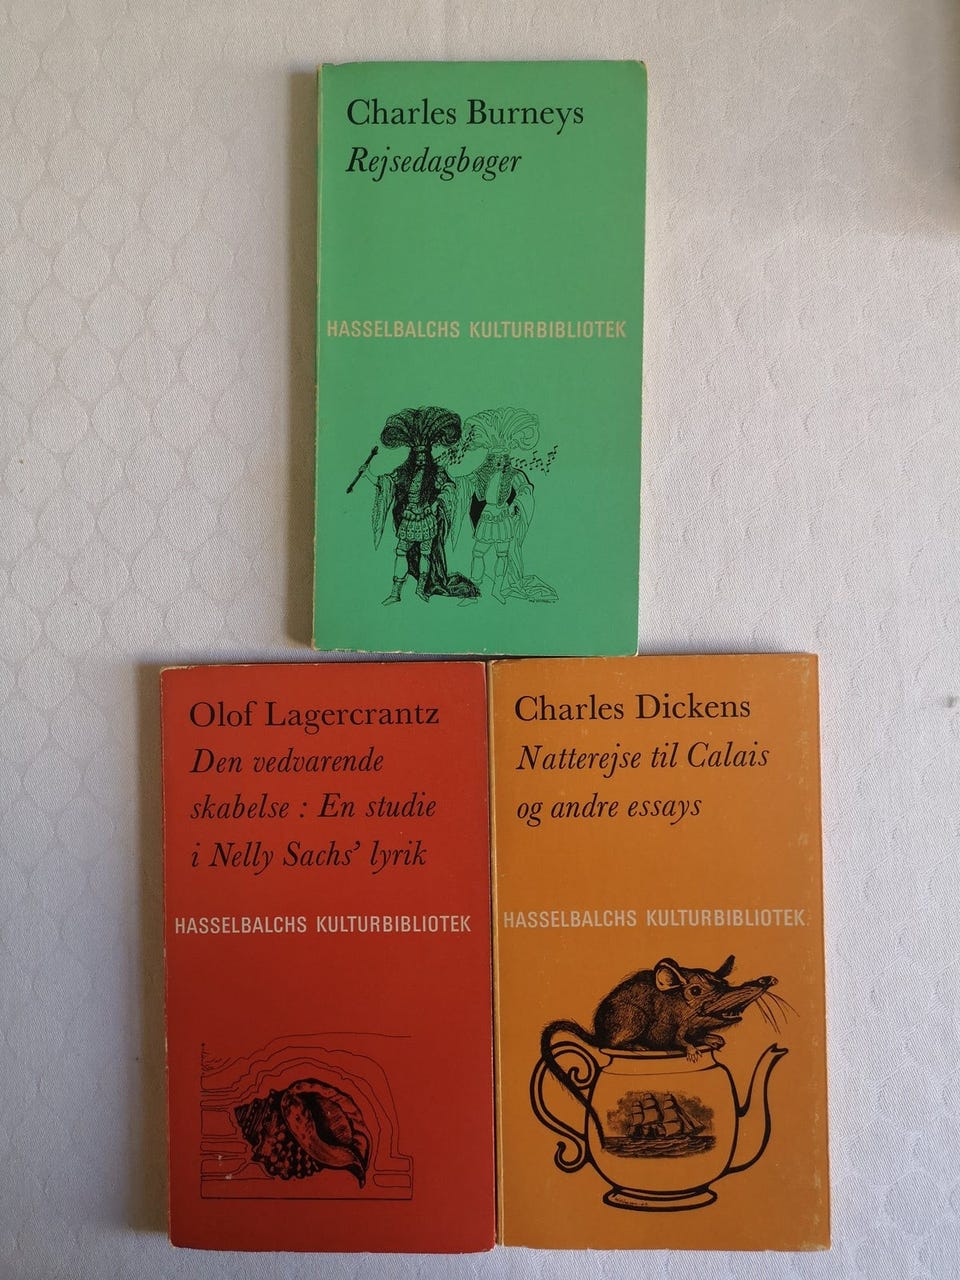 Charles Burneys
Rejsedagbøger
HASSELBALCHS KULTURBIBLIOTEK
Olof Lagercrantz
Den vedvarende
skabelse : En studie
i Nelly Sachs’ lyrik
HASSELBALCHS KULTURBIBLIOTEK
Charles Dickens
Natterejse til Calais
og andre essays
HASSELBALCHS KULTURBIBLIOTEK